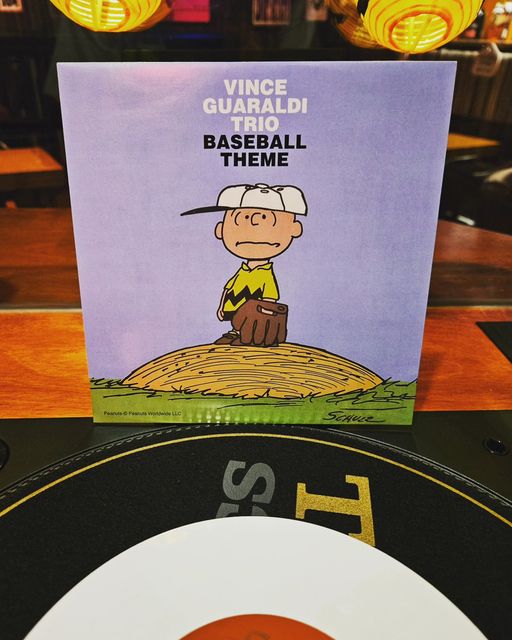 VINCE
GUARALDI
TRIO
BASEBALL
THEME
Peanuts © Peanuts Worldwide LLC
SCHULZ